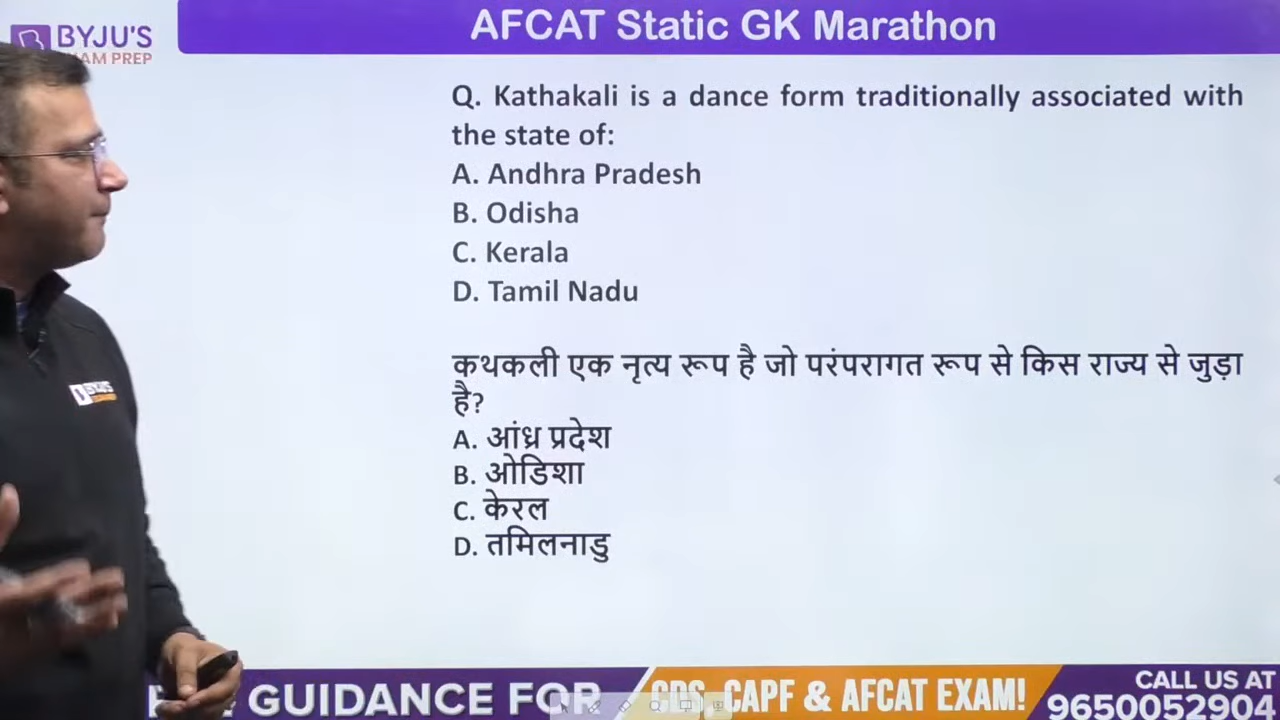 BYJU'S
EXAM PREP
AFCAT Static GK Marathon
Q. Kathakali is a dance form traditionally associated with
the state of:
A. Andhra Pradesh
B. Odisha
C. Kerala
D. Tamil Nadu
कथकली एक नृत्य रूप है जो परंपरागत रूप से किस राज्य से जुड़ा
है?
A. आंध्र प्रदेश
B. ओडिशा
C. केरल
D. तमिलनाडु
BYJU'S
GUIDANCE FOR
CDS, CAPF & AFCAT EXAM!
CALL US AT
9650052904